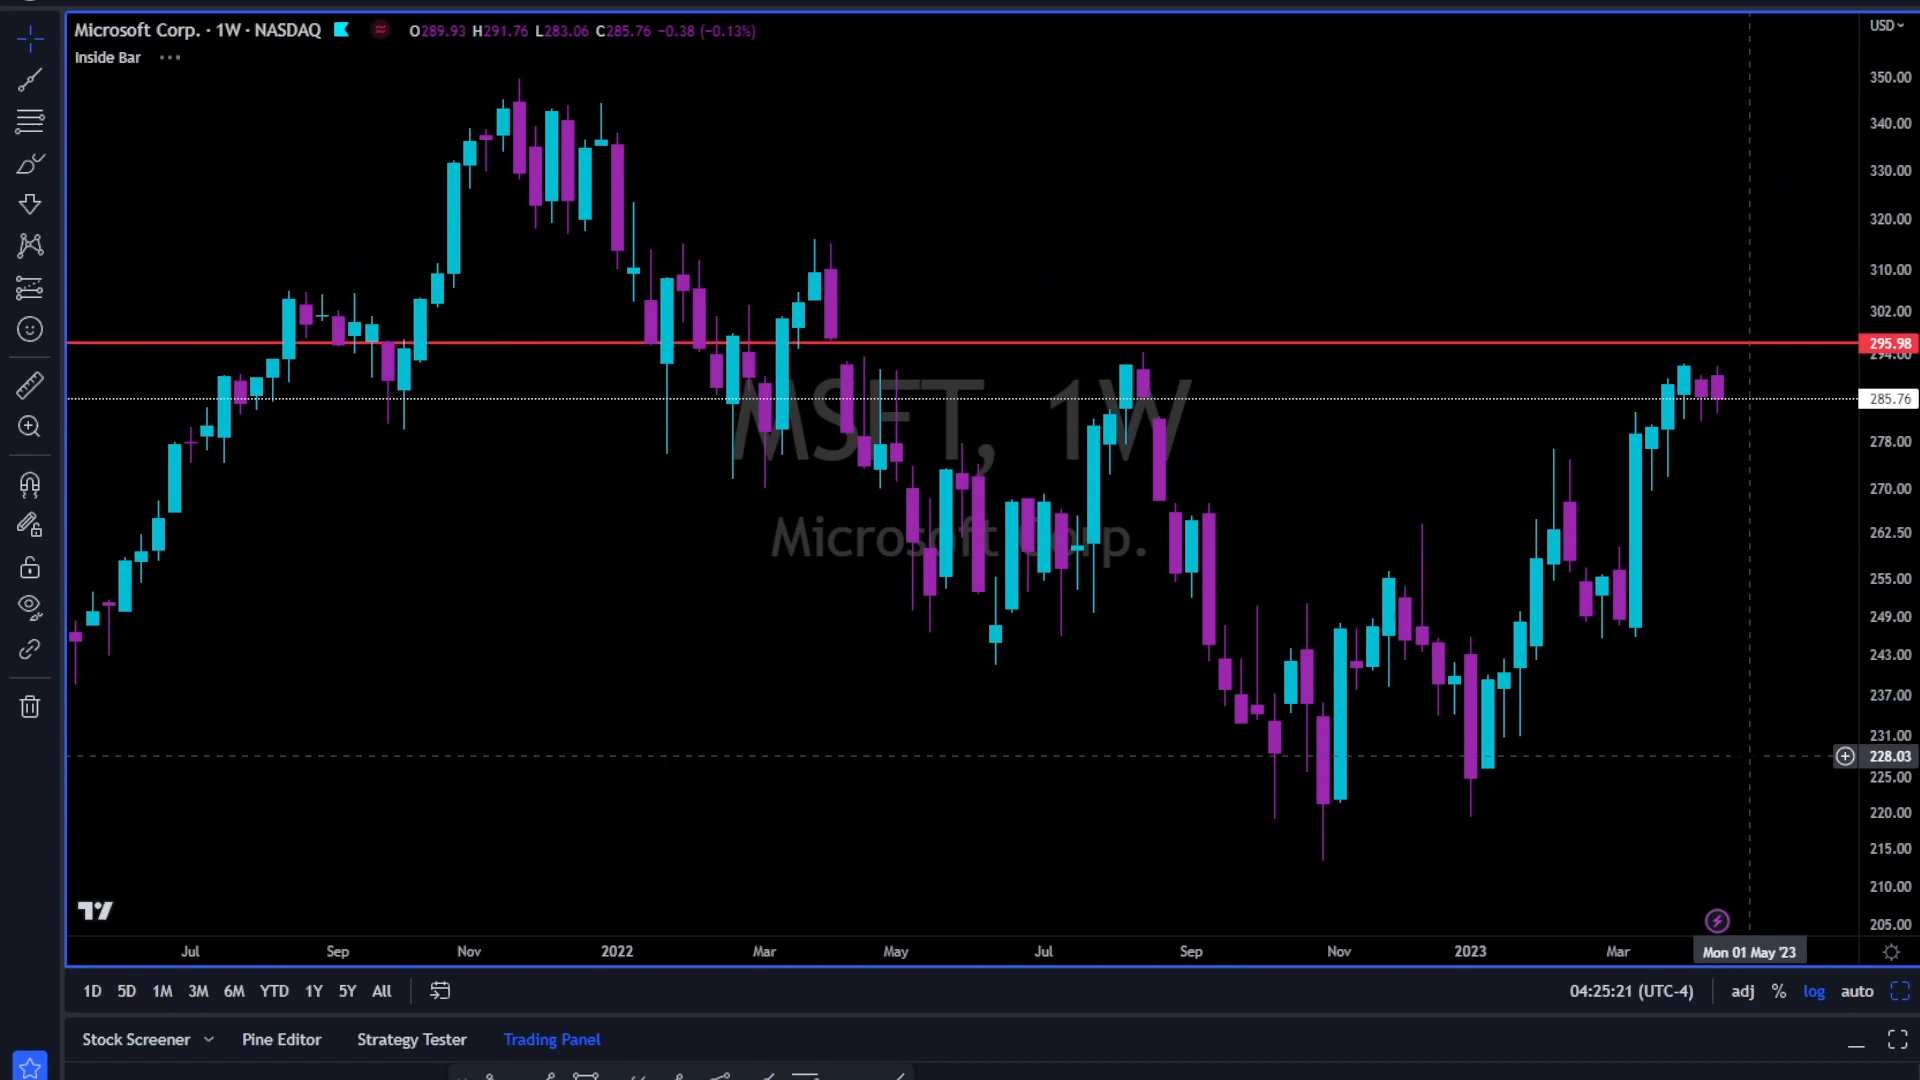 Microsoft Corp. · 1W · NASDAQ O289.93 H291.76 L283.06 C285.76 −0.38 (−0.13%)
Inside Bar
USD
350.00
340.00
330.00
320.00
310.00
302.00
295.98
294.00
285.76
278.00
270.00
262.50
255.00
249.00
243.00
237.00
231.00
228.03
225.00
220.00
215.00
210.00
205.00
MSFT, 1W
Microsoft Corp.
Jul Sep Nov 2022 Mar May Jul Sep Nov 2023 Mar Mon 01 May '23
1D 5D 1M 3M 6M YTD 1Y 5Y All 04:25:21 (UTC-4) adj % log auto
Stock Screener Pine Editor Strategy Tester Trading Panel